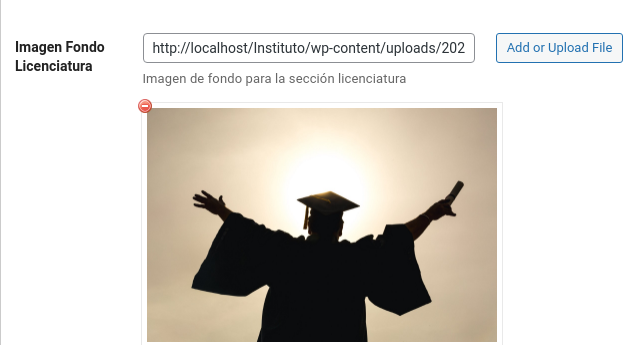 Imagen Fondo
Licenciatura
http://localhost/Instituto/wp-content/uploads/202
Add or Upload File
Imagen de fondo para la sección licenciatura